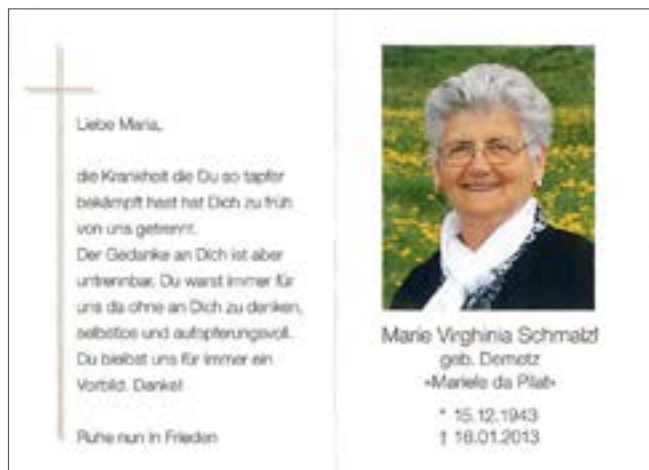 Liebe Maria,
die Krankheit die Du so tapfer
bekämpft hast hat Dich zu früh
von uns getrennt.
Der Gedanke an Dich ist aber
untrennbar. Du warst immer für
uns da ohne an Dich zu denken,
selbstlos und aufopferungsvoll.
Du bleibst uns für immer ein
Vorbild. Danke!
Ruhe nun in Frieden
Marie Virghinia Schmalzl
geb. Demetz
«Mariele da Pilat»
* 15.12.1943
† 16.01.2013